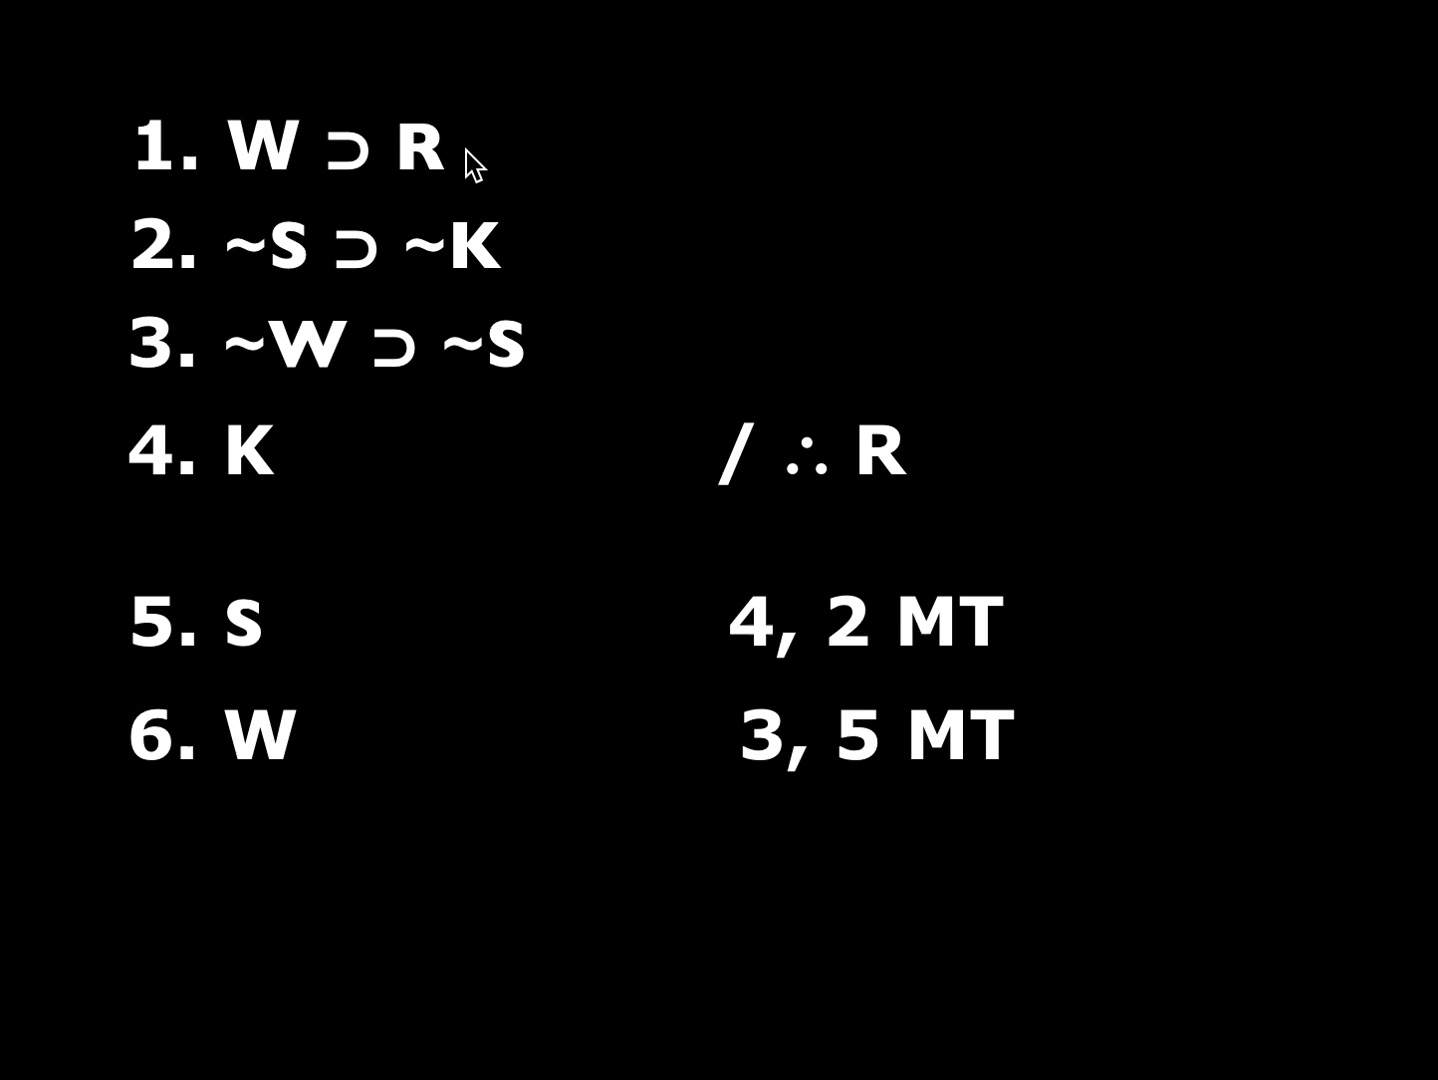 1. W ⊃ R
2. ~S ⊃ ~K
3. ~W ⊃ ~S
4. K / ∴ R
5. S 4, 2 MT
6. W 3, 5 MT